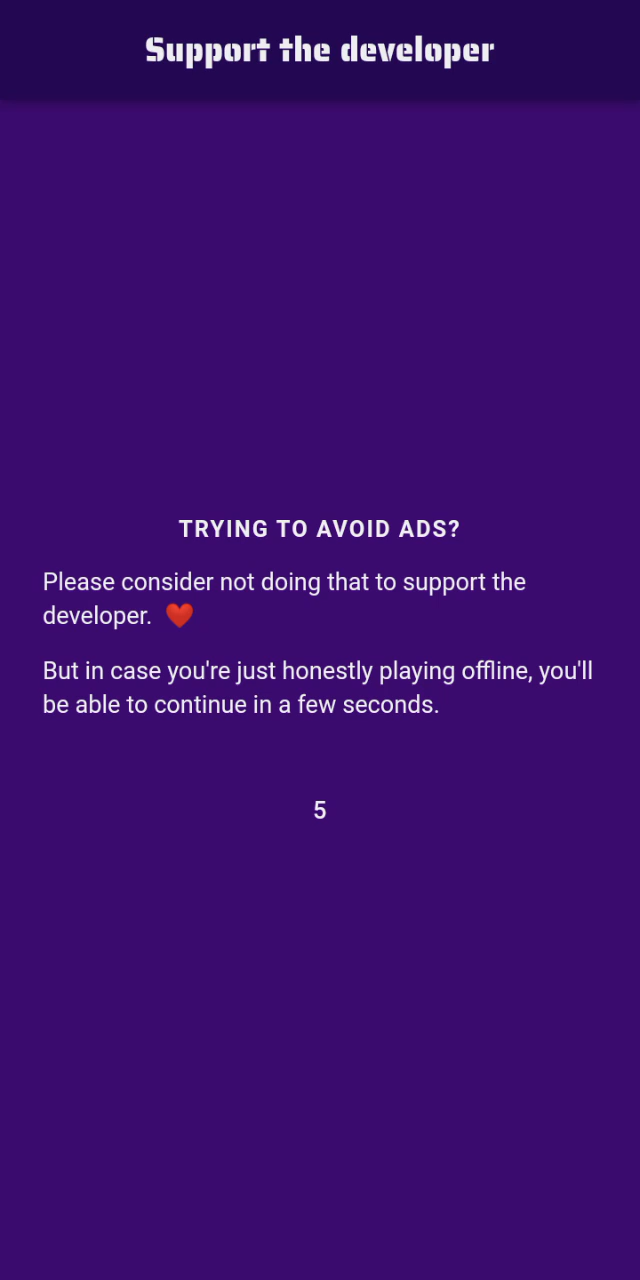 Support the developer
TRYING TO AVOID ADS?
Please consider not doing that to support the
developer. ❤️
But in case you're just honestly playing offline, you'll
be able to continue in a few seconds.
5